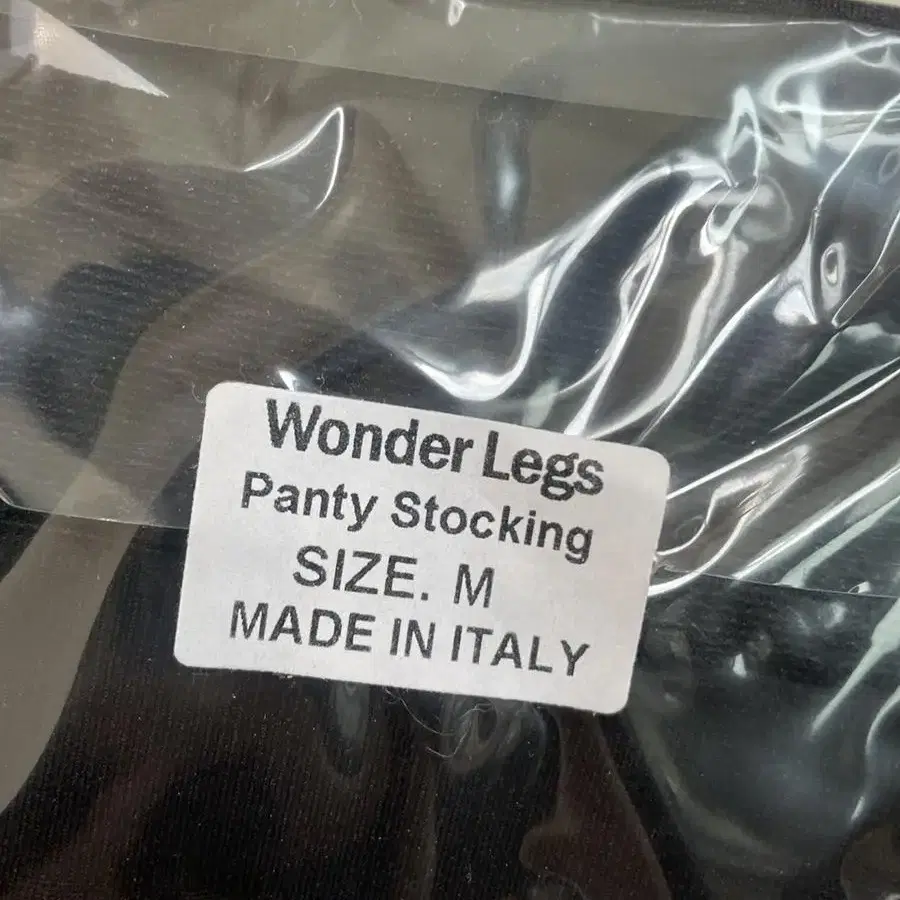 Wonder Legs
Panty Stocking
SIZE. M
MADE IN ITALY